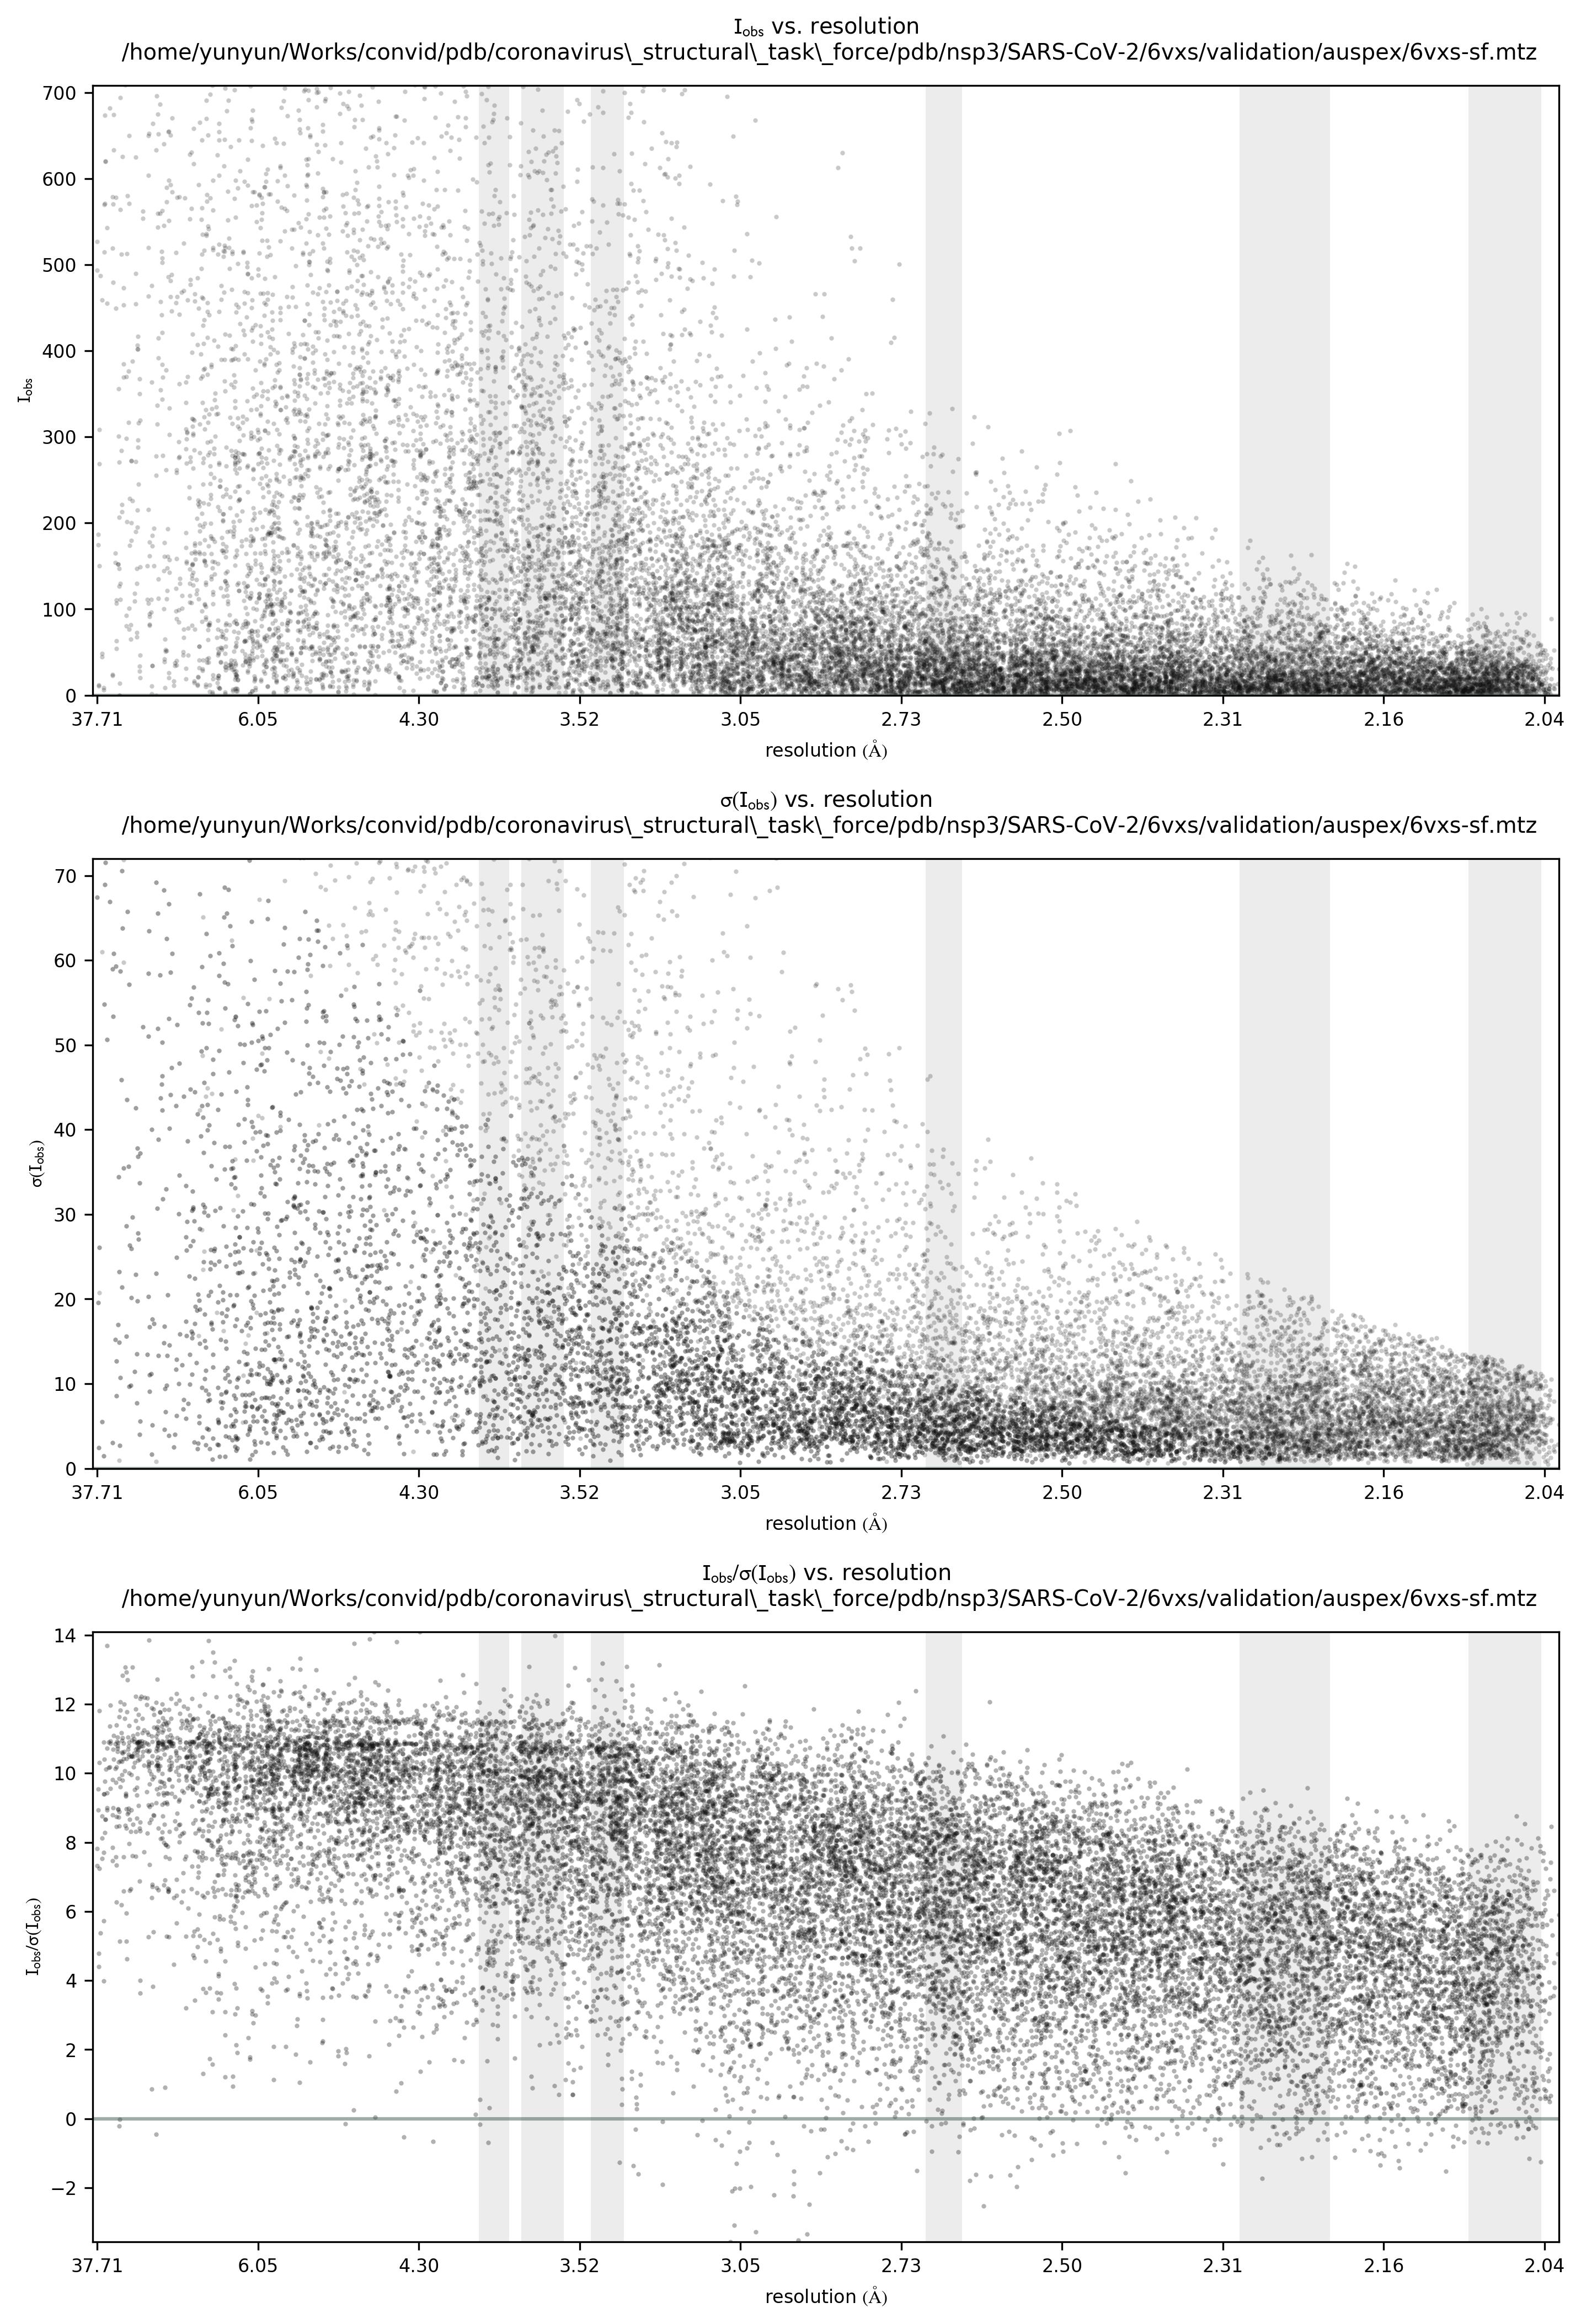 Iobs vs. resolution
/home/yunyun/Works/convid/pdb/coronavirus\_structural\_task\_force/pdb/nsp3/SARS-CoV-2/6vxs/validation/auspex/6vxs-sf.mtz
700
600
500
400
300
200
100
0
Iobs
37.71 6.05 4.30 3.52 3.05 2.73 2.50 2.31 2.16 2.04
resolution (Å)
σ(Iobs) vs. resolution
/home/yunyun/Works/convid/pdb/coronavirus\_structural\_task\_force/pdb/nsp3/SARS-CoV-2/6vxs/validation/auspex/6vxs-sf.mtz
70
60
50
40
30
20
10
0
σ(Iobs)
37.71 6.05 4.30 3.52 3.05 2.73 2.50 2.31 2.16 2.04
resolution (Å)
Iobs/σ(Iobs) vs. resolution
/home/yunyun/Works/convid/pdb/coronavirus\_structural\_task\_force/pdb/nsp3/SARS-CoV-2/6vxs/validation/auspex/6vxs-sf.mtz
14
12
10
8
6
4
2
0
−2
Iobs/σ(Iobs)
37.71 6.05 4.30 3.52 3.05 2.73 2.50 2.31 2.16 2.04
resolution (Å)